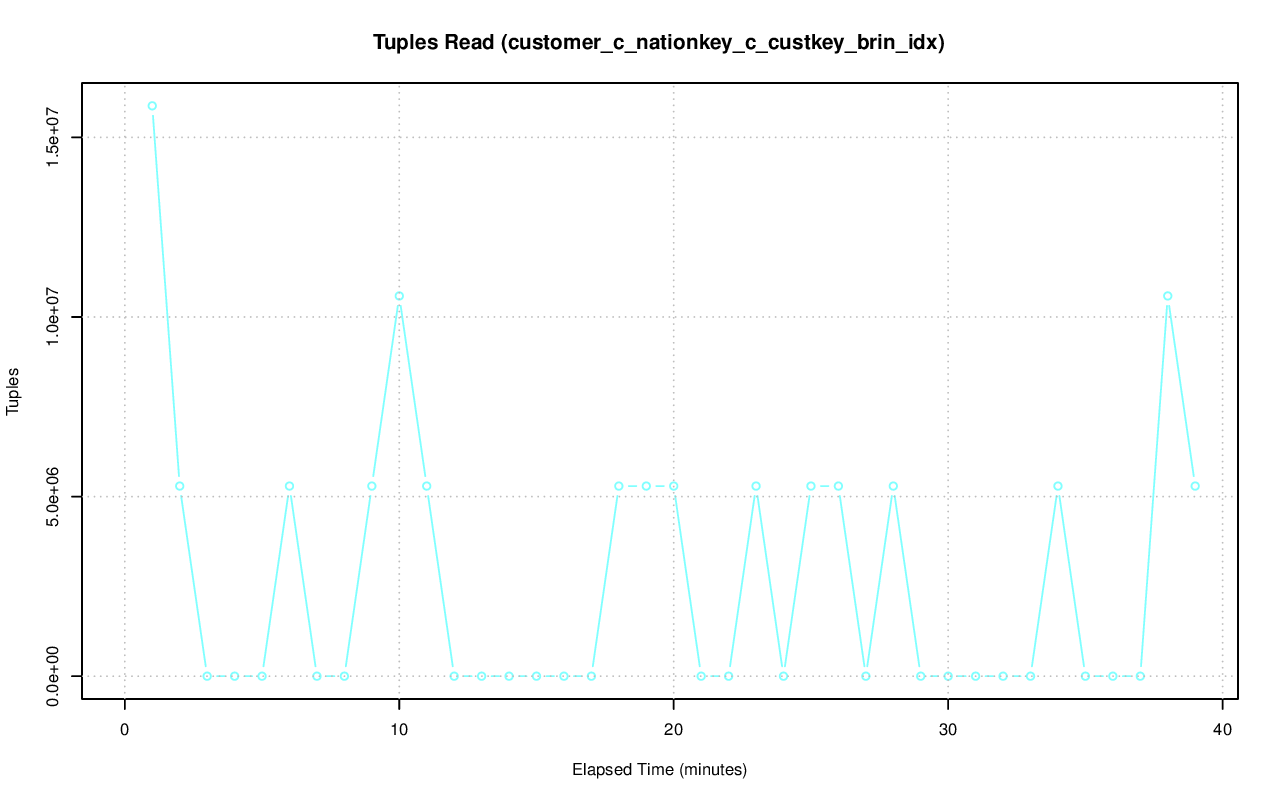 Tuples Read (customer_c_nationkey_c_custkey_brin_idx)
1.5e+07
1.0e+07
5.0e+06
0.0e+00
Tuples
0 10 20 30 40
Elapsed Time (minutes)